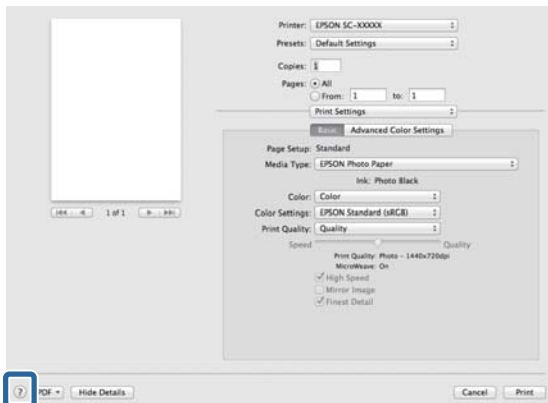 Printer: EPSON SC-XXXXX
Presets: Default Settings
Copies: 1
Pages: All
From: 1 to: 1
Print Settings
Basic Advanced Color Settings
Page Setup: Standard
Media Type: EPSON Photo Paper
Ink: Photo Black
Color: Color
1 of 1
Color Settings: EPSON Standard (sRGB)
Print Quality: Quality
Speed Quality
Print Quality: Photo - 1440x720dpi
MicroWeave: On
High Speed
Mirror Image
Finest Detail
? PDF Hide Details Cancel Print